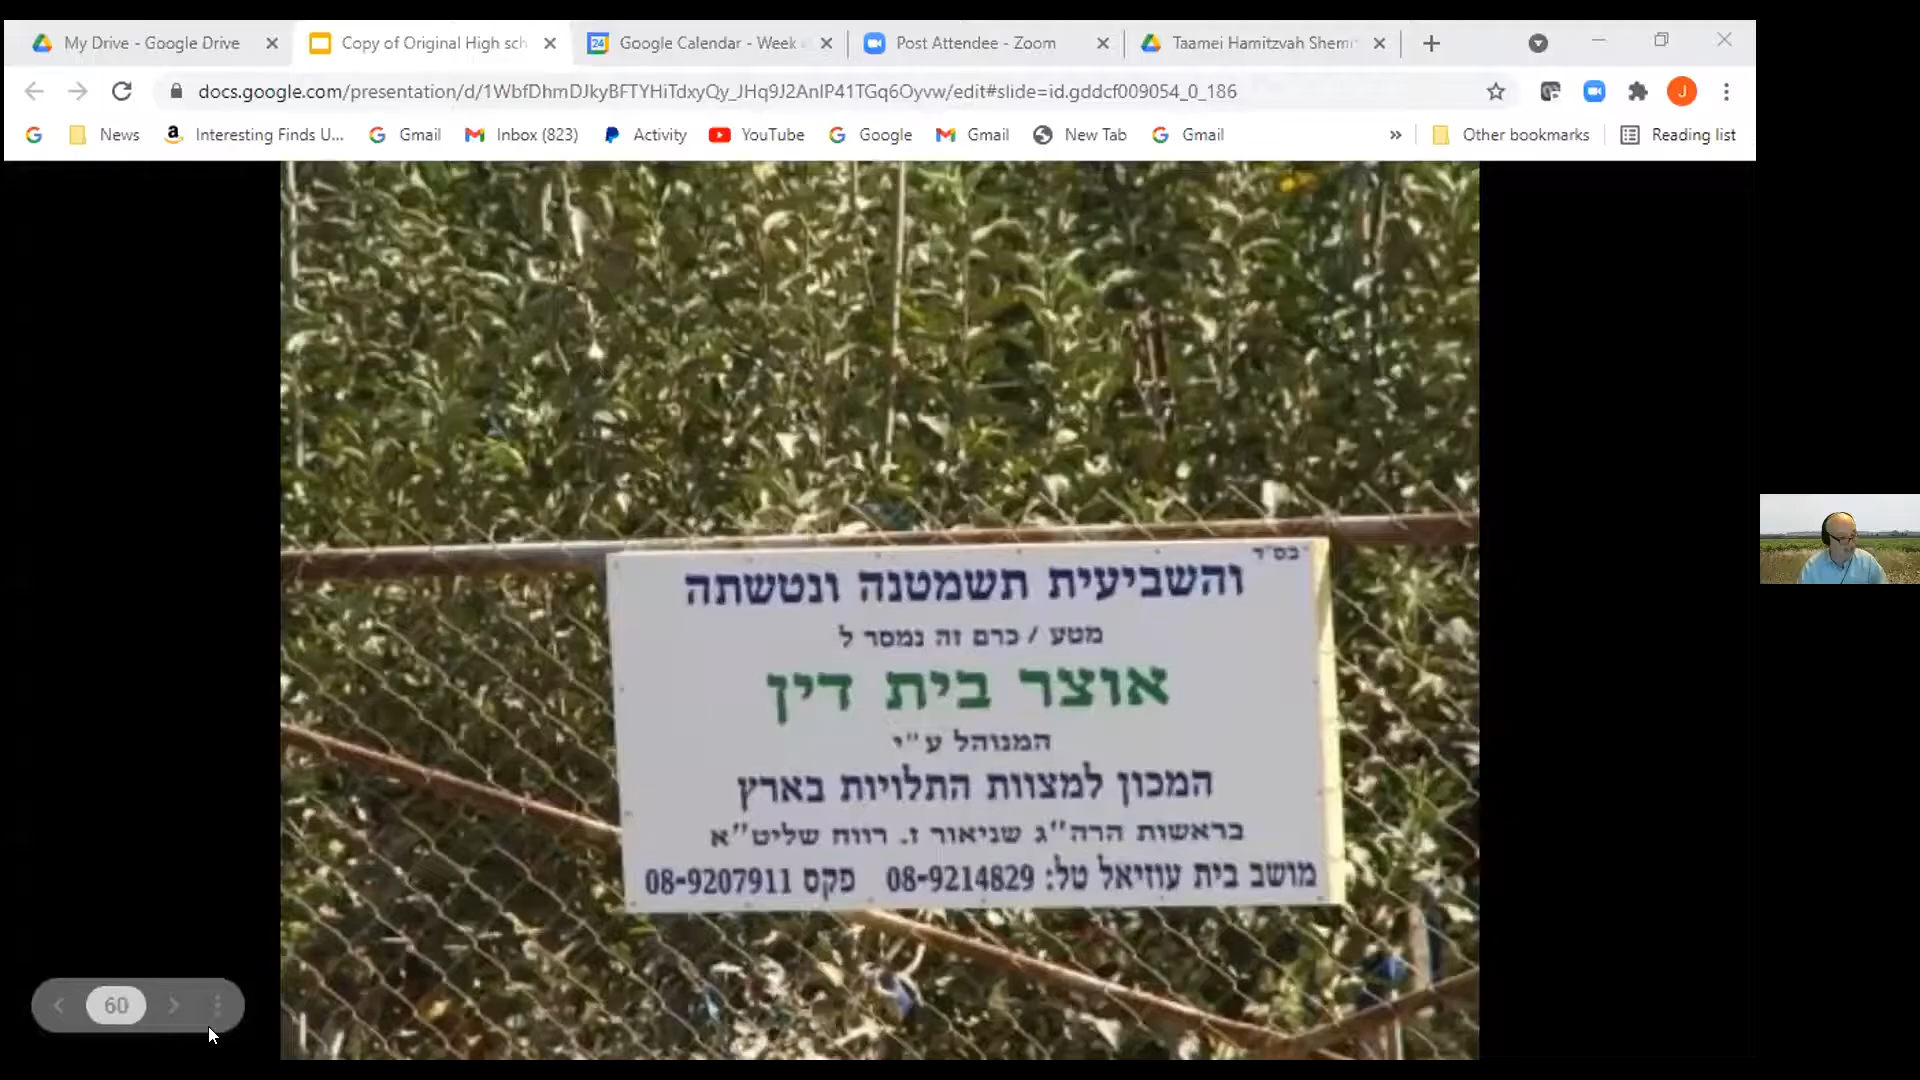 My Drive - Google Drive
Copy of Original High sch
Google Calendar - Week
Post Attendee - Zoom
Taamei Hamitzvah Shemi
docs.google.com/presentation/d/1WbfDhmDJkyBFTYHiTdxyQy_JHq9J2AnIP41TGq6Oyvw/edit#slide=id.gddcf009054_0_186
J
News Interesting Finds U... Gmail Inbox (823) Activity YouTube Google Gmail New Tab Gmail » Other bookmarks Reading list
בס"ד
והשביעית תשמטנה ונטשתה
מטע / כרם זה נמסר ל
אוצר בית דין
המנוהל ע"י
המכון למצוות התלויות בארץ
בראשות הרה"ג שניאור ז. רווח שליט"א
מושב בית עוזיאל טל: 08-9214829 פקס 08-9207911
60